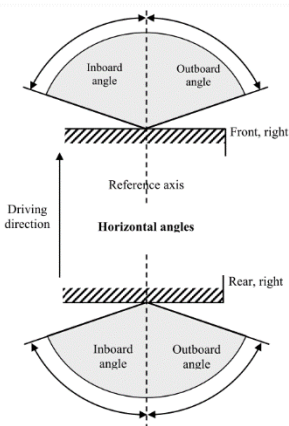 Inboard
angle
Outboard
angle
Front, right
Reference axis
Driving
direction
Horizontal angles
Rear, right
Inboard
angle
Outboard
angle